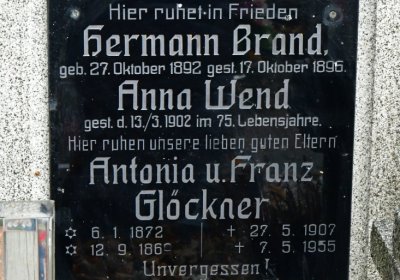 Hier ruhet in Frieden
Hermann Brand,
geb. 27. Oktober 1892 gest. 17. Oktober 1896.
Anna Wend
gest. d. 13./3. 1902 im 75. Lebensjahre.
Hier ruhen unsere lieben guten Eltern
Antonia u. Franz
Glöckner
✡ 6. 1. 1872 † 27. 5. 1907
✡ 12. 9. 1869 † 7. 5. 1955
Unvergessen!